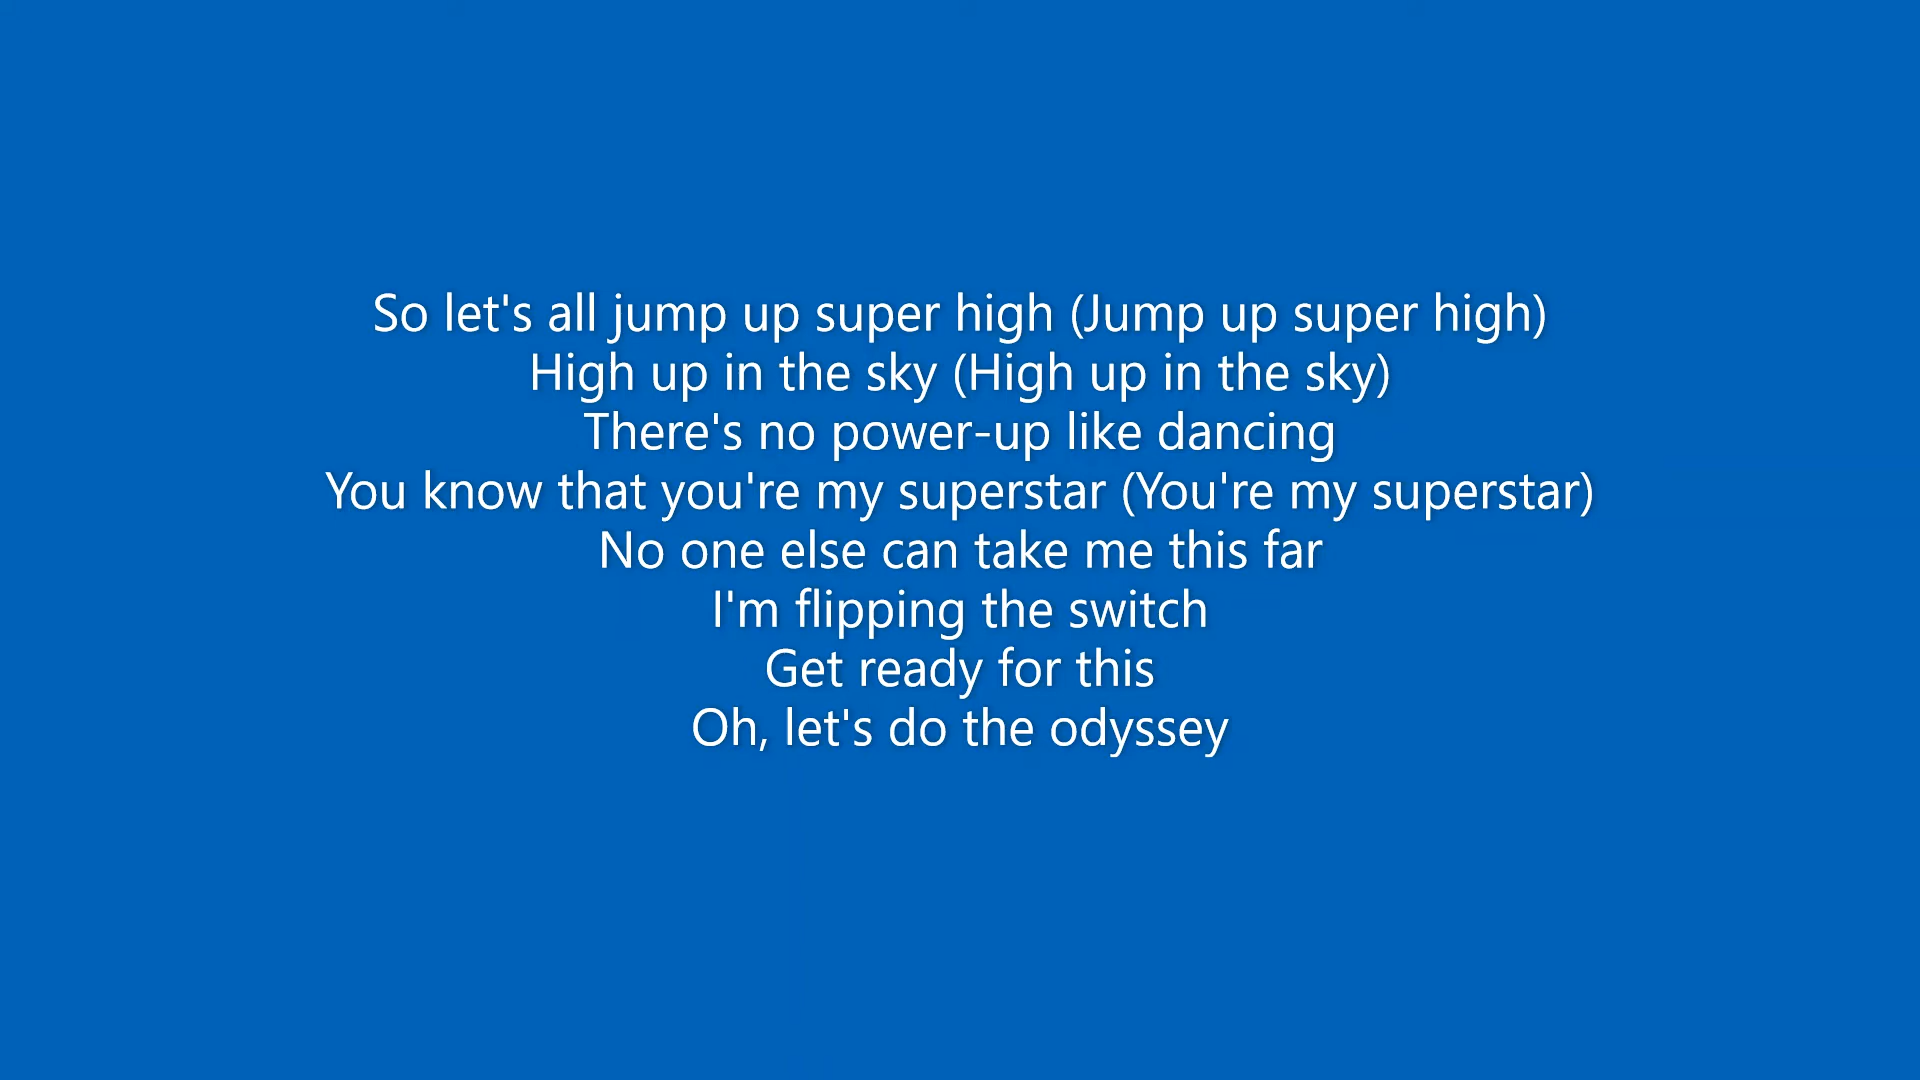 So let's all jump up super high (Jump up super high)
High up in the sky (High up in the sky)
There's no power-up like dancing
You know that you're my superstar (You're my superstar)
No one else can take me this far
I'm flipping the switch
Get ready for this
Oh, let's do the odyssey